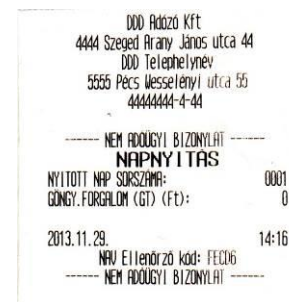 DDD Adózó Kft
4444 Szeged Arany János utca 44
DDD Telephelynév
5555 Pécs Wesselényi utca 55
44444444-4-44
------ NEM ADÓÜGYI BIZONYLAT ------
NAPNYITÁS
NYITOTT NAP SORSZÁMA: 0001
GÖNGY.FORGALOM (GT) (Ft): 0
2013.11.29. 14:16
NAV Ellenőrző kód: FECD6
------ NEM ADÓÜGYI BIZONYLAT ------